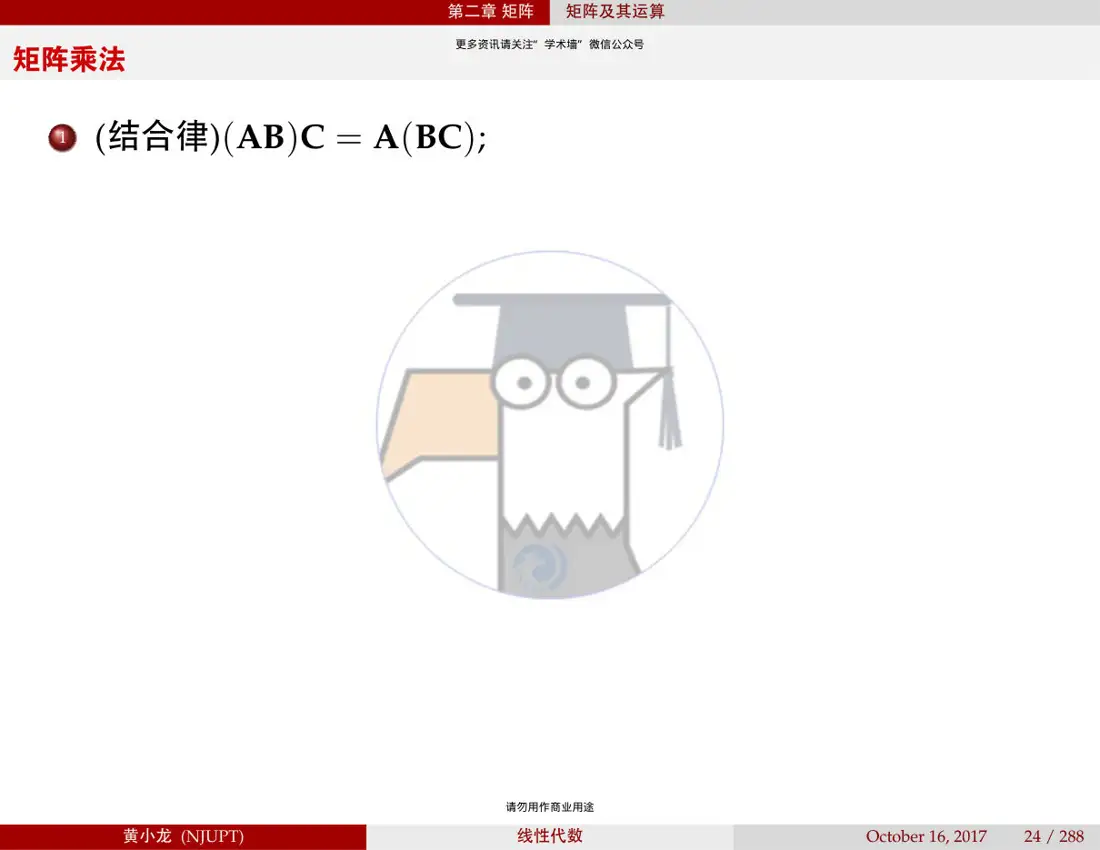 第二章 矩阵 矩阵及其运算
更多资讯请关注“学术墙”微信公众号
矩阵乘法
1 (结合律)(AB)C = A(BC);
请勿用作商业用途
黄小龙 (NJUPT) 线性代数 October 16, 2017 24 / 288